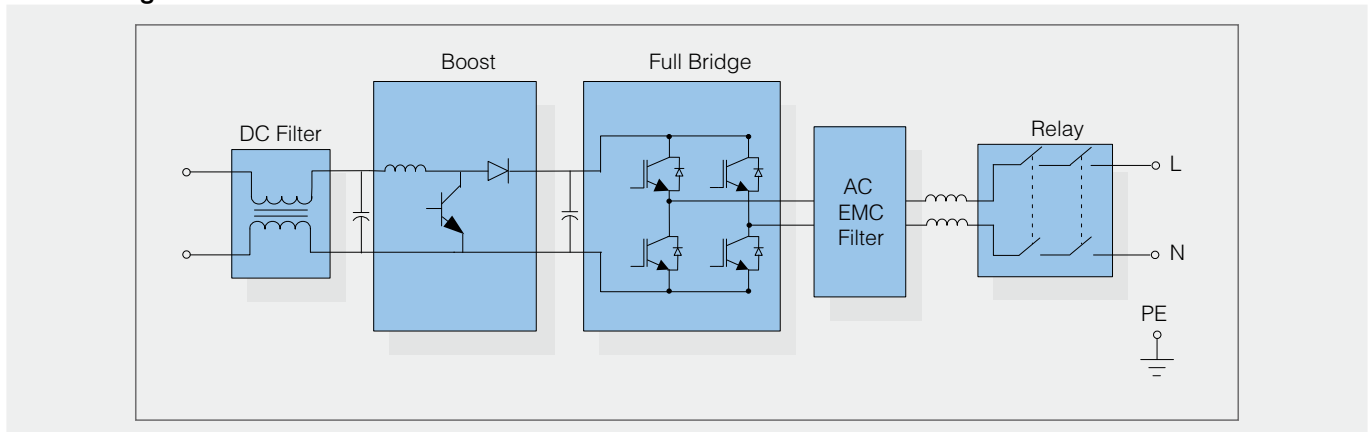 Boost
Full Bridge
DC Filter
Relay
AC
EMC
Filter
L
N
PE